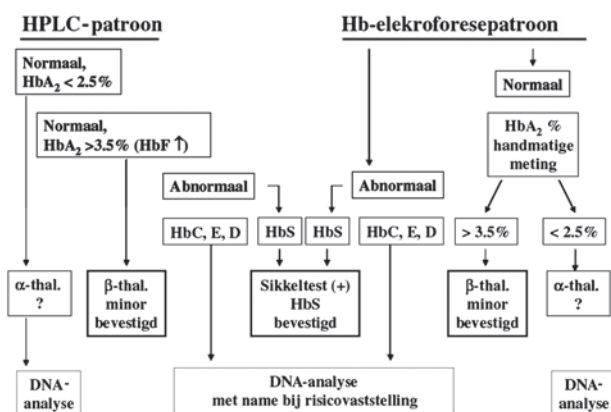 HPLC-patroon
Hb-elekroforesepatroon
Normaal,
HbA₂ < 2.5%
Normaal
Normaal,
HbA₂ >3.5% (HbF ↑)
HbA₂ %
handmatige
meting
Abnormaal
Abnormaal
HbC, E, D
HbS
HbS
HbC, E, D
> 3.5%
< 2.5%
α-thal.
?
β-thal.
minor
bevestigd
Sikkeltest (+)
HbS
bevestigd
β-thal.
minor
bevestigd
α-thal.
?
DNA-
analyse
DNA-analyse
met name bij risicovaststelling
DNA-
analyse